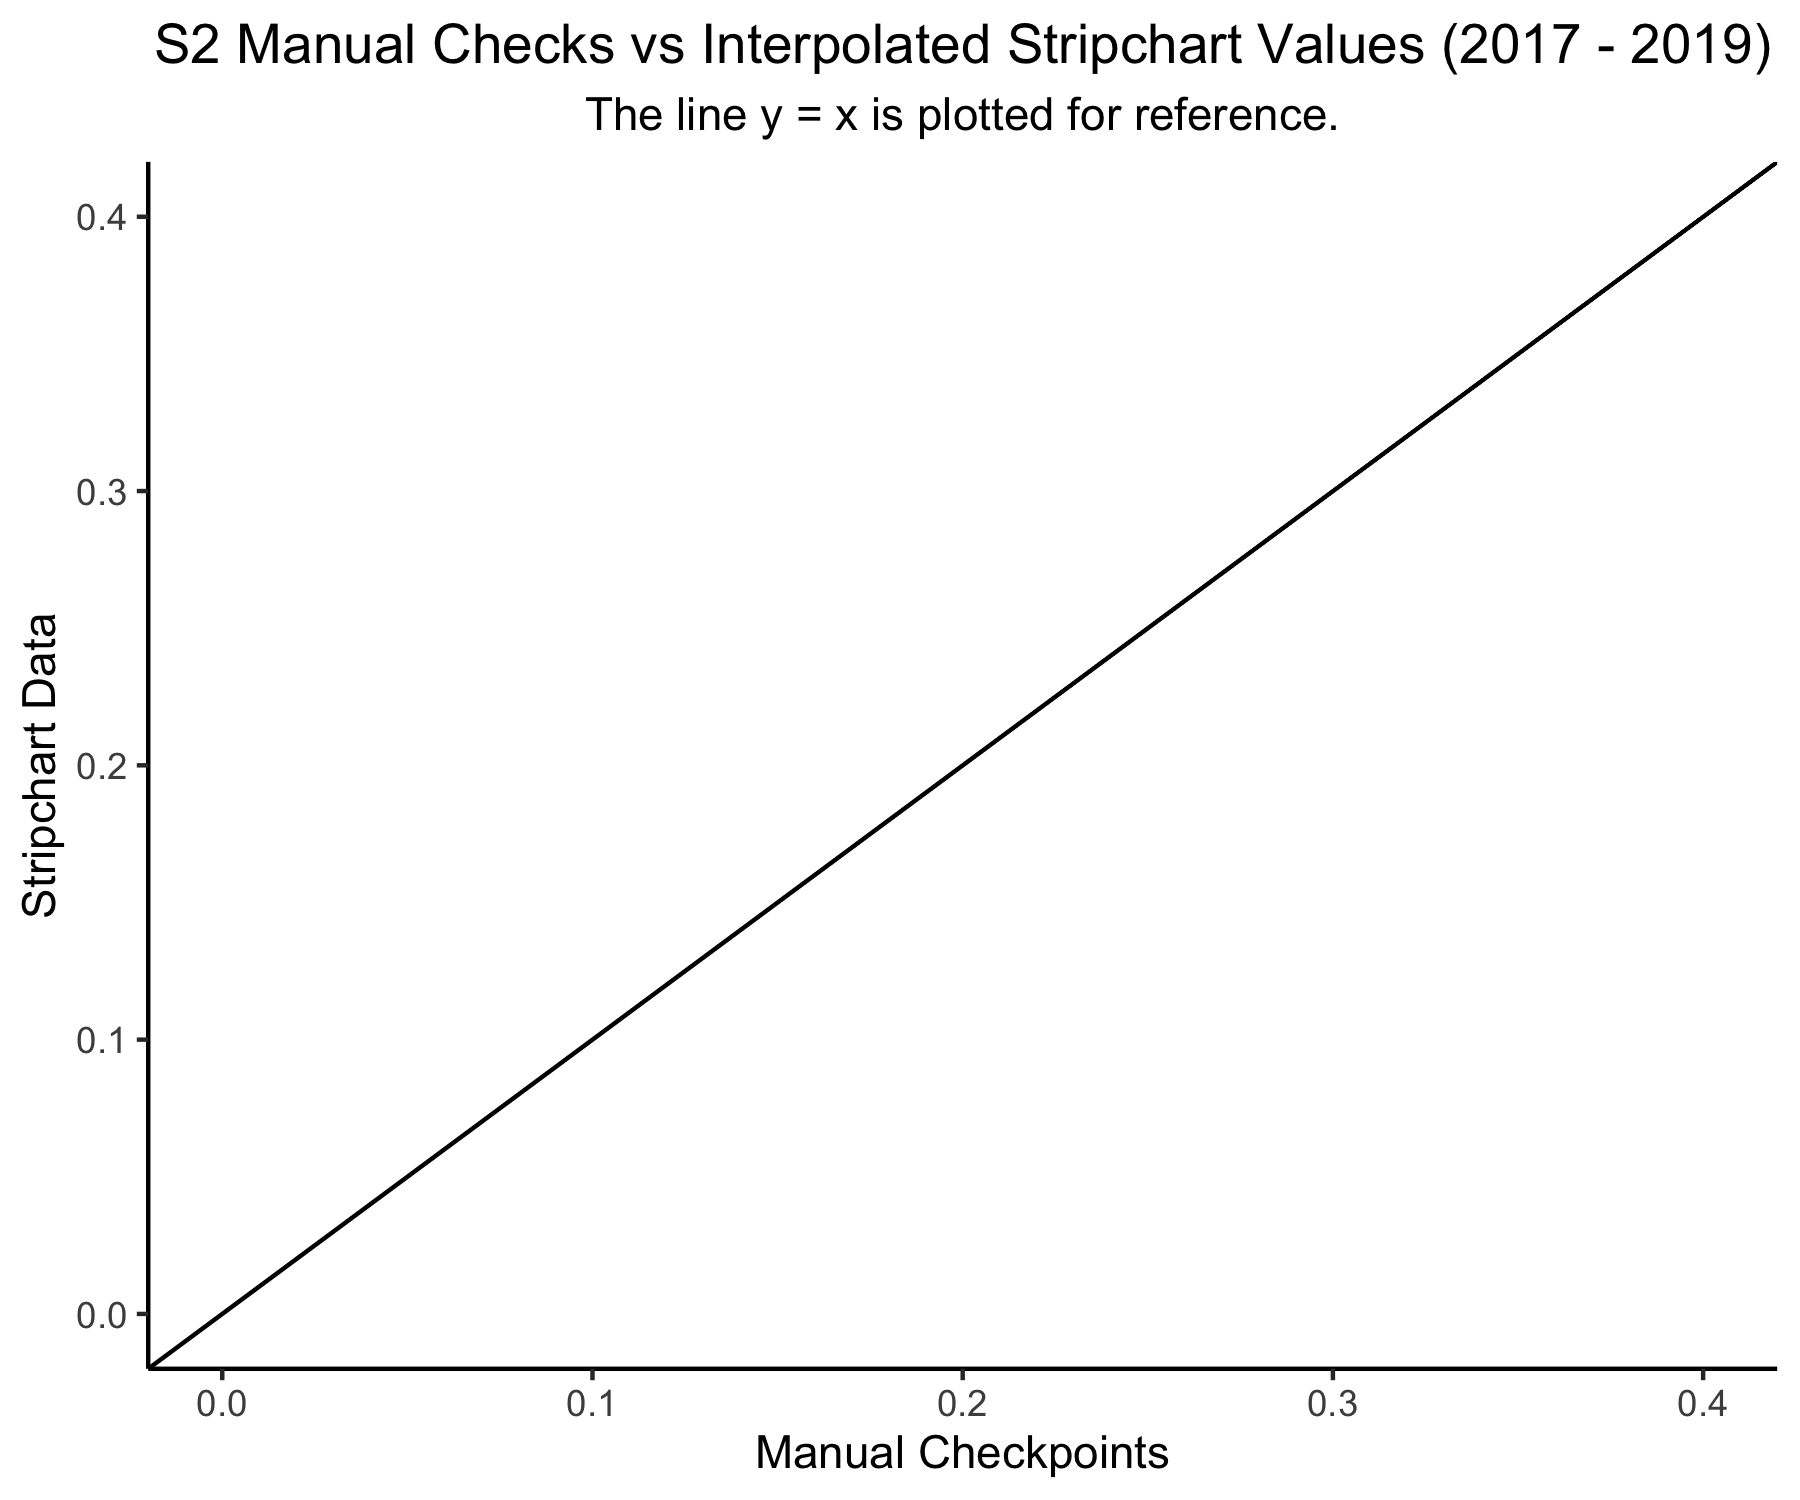 S2 Manual Checks vs Interpolated Stripchart Values (2017 - 2019)
The line y = x is plotted for reference.
Stripchart Data
0.4
0.3
0.2
0.1
0.0
0.0 0.1 0.2 0.3 0.4
Manual Checkpoints